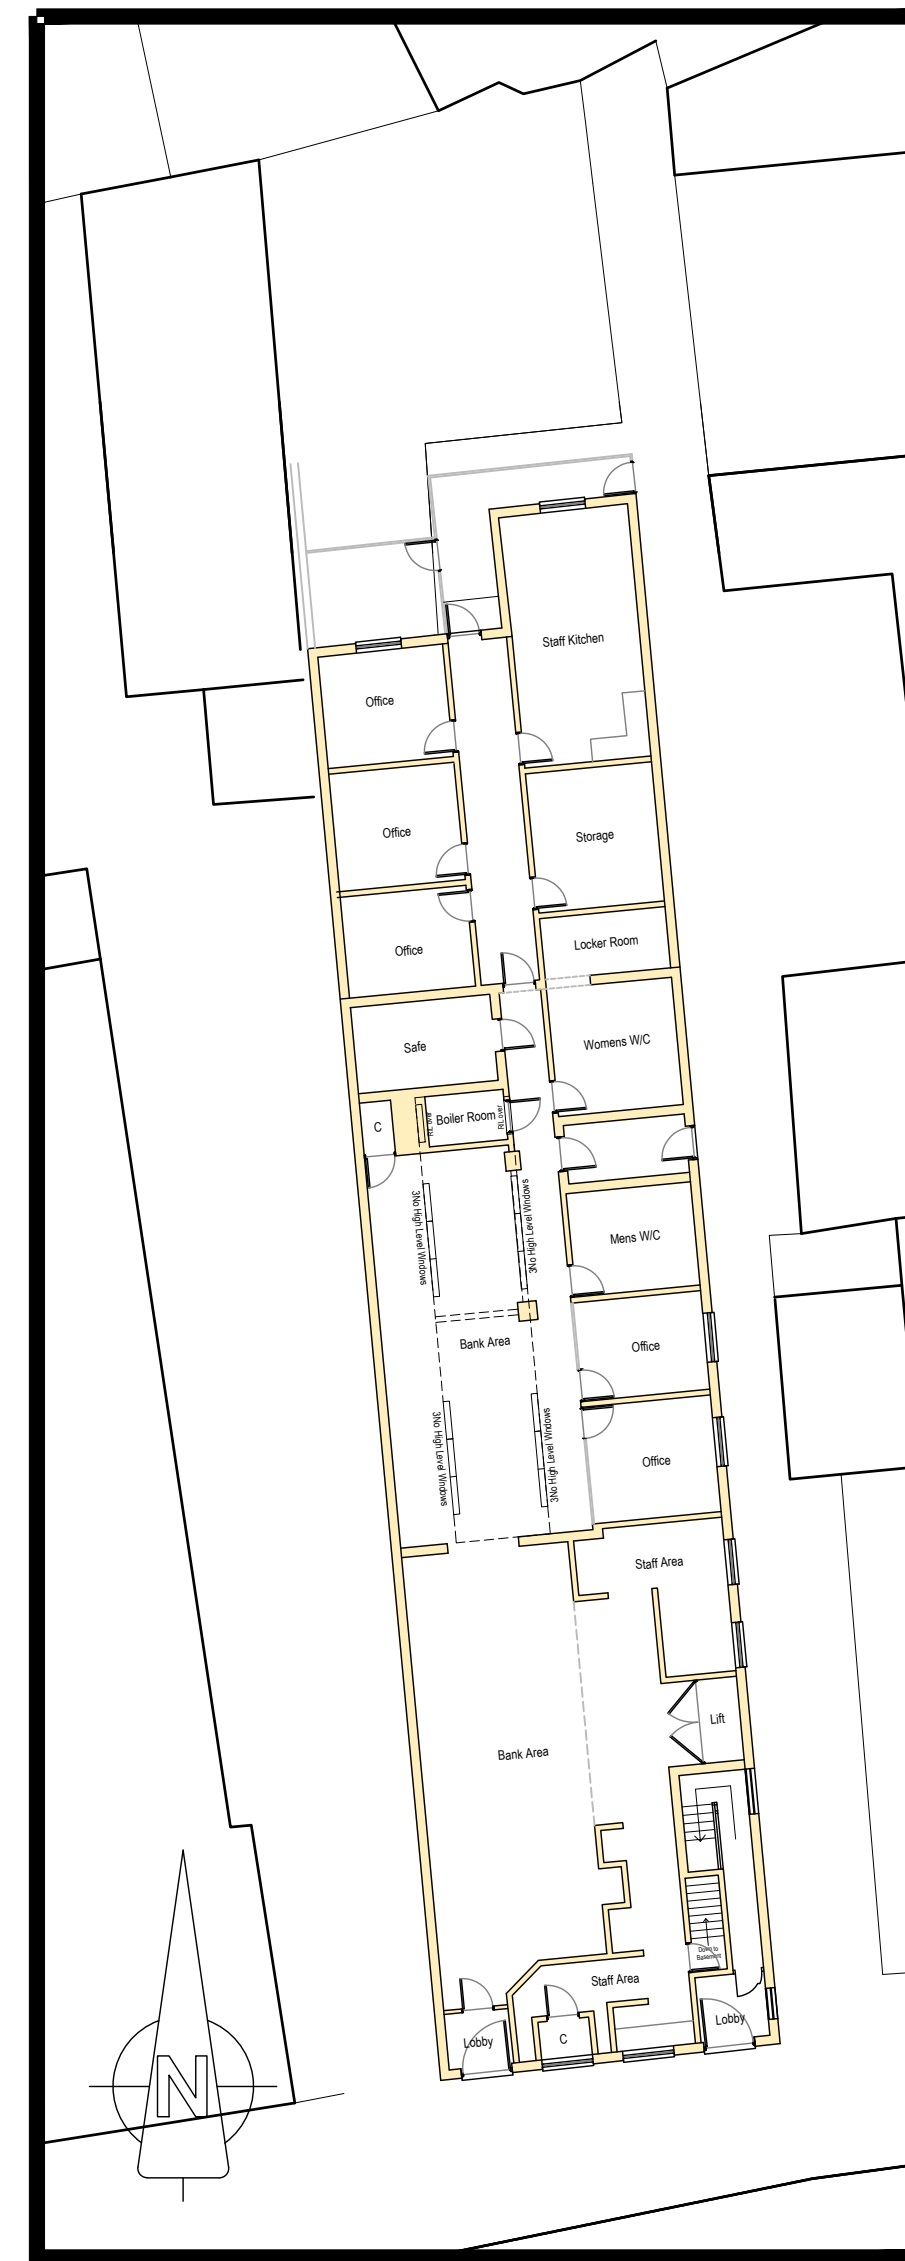 Staff Kitchen
Office
Office
Storage
Office
Locker Room
Safe
Womens W/C
C
R/L over
Boiler Room
R/L over
3No High Level Windows
3No High Level Windows
Mens W/C
Bank Area
Office
3No High Level Windows
3No High Level Windows
Office
Staff Area
Lift
Bank Area
Down to
Basement
Staff Area
Lobby
C
Lobby
N